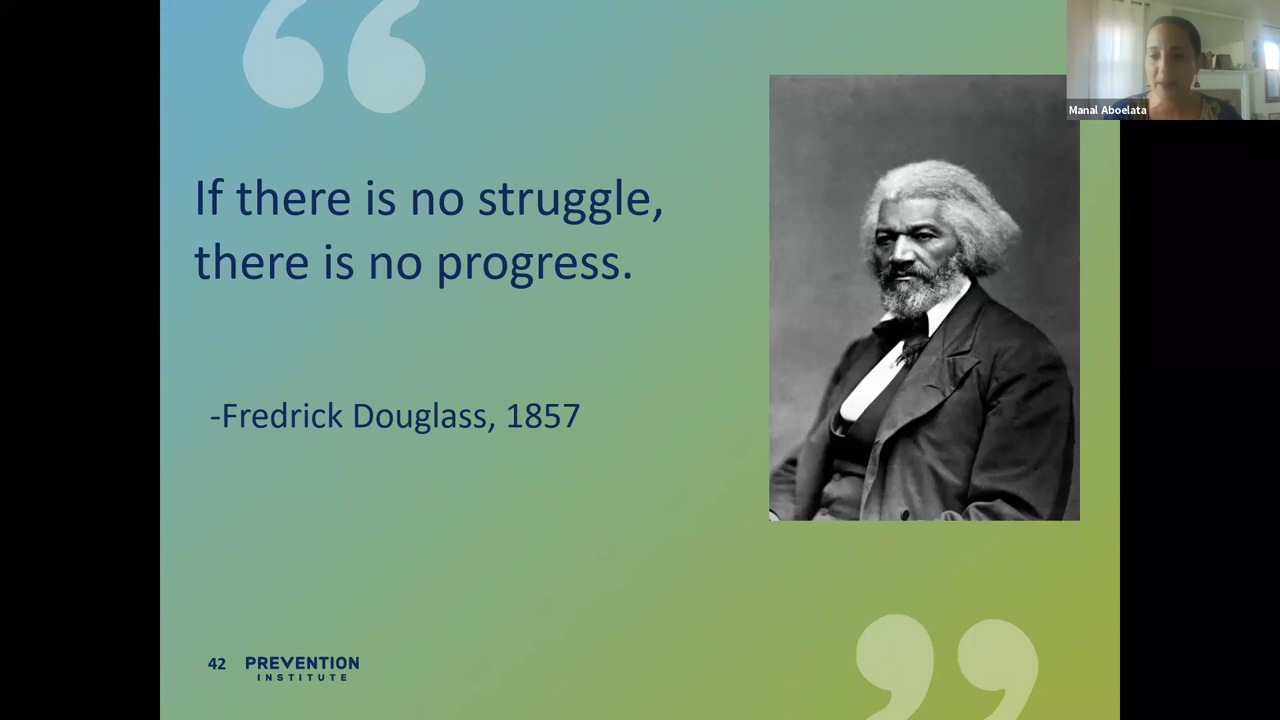 If there is no struggle,
there is no progress.
-Fredrick Douglass, 1857
42 PREVENTION
INSTITUTE
Manal Aboelata